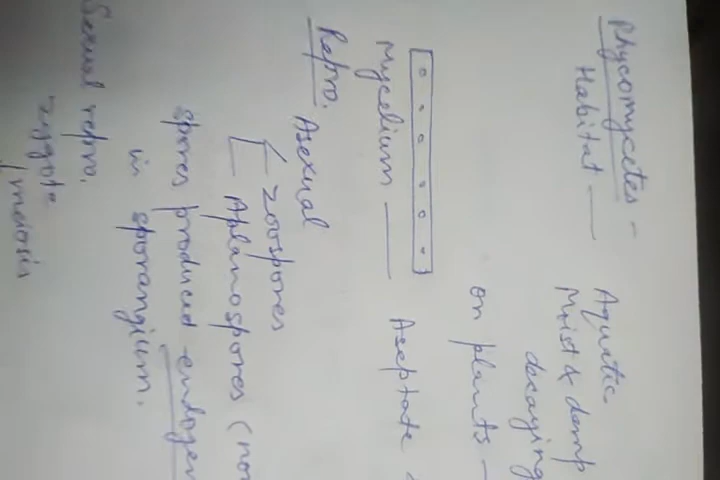 Phycomycetes -
Habitat — Aquatic
Moist & damp
decaying
on plants -
Mycelium — Aseptate
Repro. Asexual
zoospores
Aplanospores (non
spores produced endogen
in sporangium.
Sexual repro.
zygote
meiosis